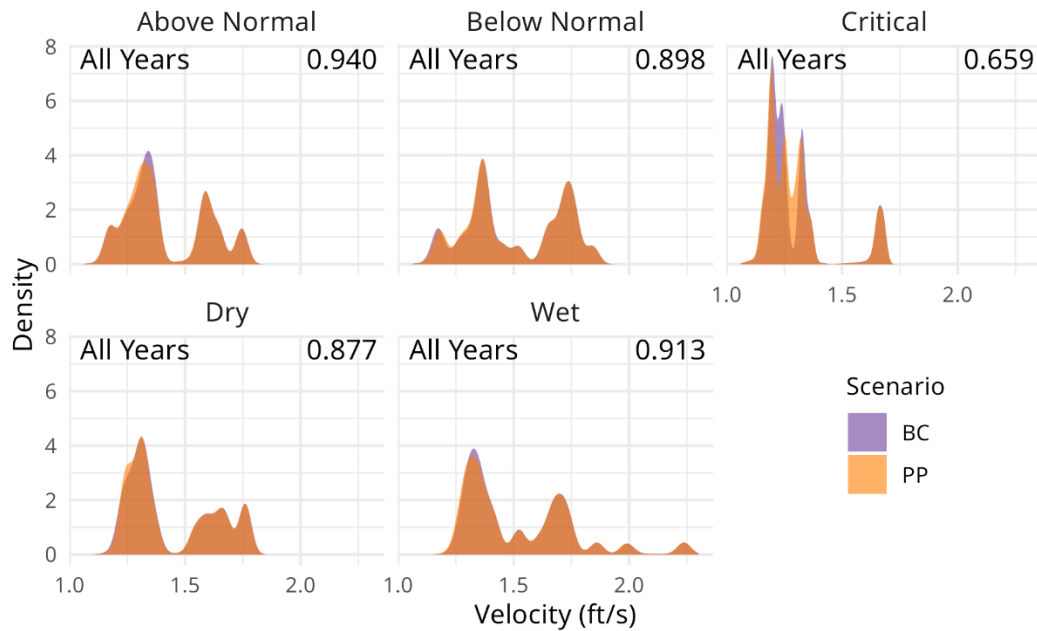 Above Normal
Below Normal
Critical
8
All Years 0.940
All Years 0.898
All Years 0.659
6
4
2
0
1.0 1.5 2.0
Density
Dry
Wet
8
All Years 0.877
All Years 0.913
6
4
2
0
1.0 1.5 2.0
1.0 1.5 2.0
Velocity (ft/s)
Scenario
BC
PP